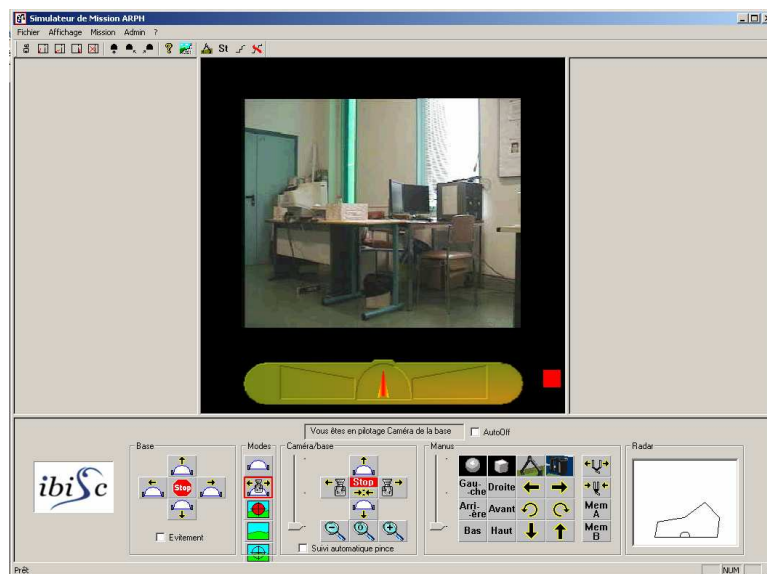 Simulateur de Mission ARPH
Fichier Affichage Mission Admin ?
St
Vous êtes en pilotage Caméra de la base
AutoOff
Base
Modes
Caméra/base
Manus
Radar
ibiSc
Stop
Evitement
Stop
Suivi automatique pince
Gau-
-che
Droite
Arri-
-ère
Avant
Mem
A
Bas
Haut
Mem
B
Prêt
NUM